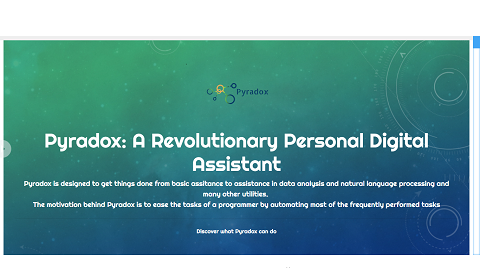 Pyradox
Pyradox: A Revolutionary Personal Digital
Assistant
Pyradox is designed to get things done from basic assitance to assistance in data analysis and natural language processing and
many other utilities.
The motivation behind Pyradox is to ease the tasks of a programmer by automating most of the frequently performed tasks
Discover what Pyradox can do